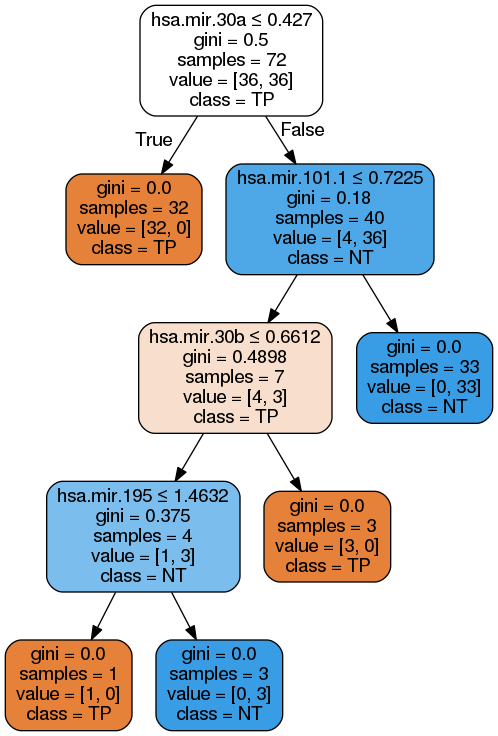 hsa.mir.30a ≤ 0.427
gini = 0.5
samples = 72
value = [36, 36]
class = TP
True
False
gini = 0.0
samples = 32
value = [32, 0]
class = TP
hsa.mir.101.1 ≤ 0.7225
gini = 0.18
samples = 40
value = [4, 36]
class = NT
hsa.mir.30b ≤ 0.6612
gini = 0.4898
samples = 7
value = [4, 3]
class = TP
gini = 0.0
samples = 33
value = [0, 33]
class = NT
hsa.mir.195 ≤ 1.4632
gini = 0.375
samples = 4
value = [1, 3]
class = NT
gini = 0.0
samples = 3
value = [3, 0]
class = TP
gini = 0.0
samples = 1
value = [1, 0]
class = TP
gini = 0.0
samples = 3
value = [0, 3]
class = NT